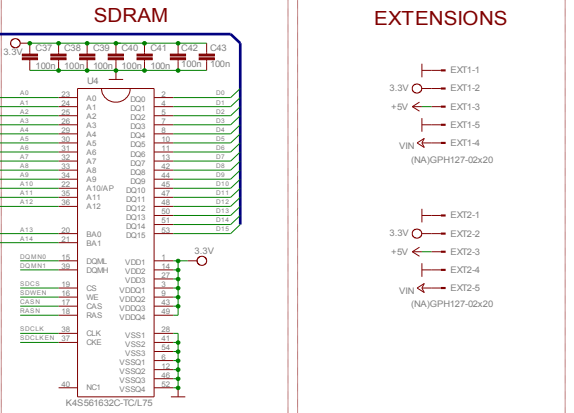 SDRAM
EXTENSIONS
C37 C38 C39 C40 C41 C42 C43
3.3V
100n 100n 100n 100n 100n 100n 100n
U4
A0 23 A0 DQ0 2 D0
A1 24 A1 DQ1 4 D1
A2 25 A2 DQ2 5 D2
A3 26 A3 DQ3 7 D3
A4 29 A4 DQ4 8 D4
A5 30 A5 DQ5 10 D5
A6 31 A6 DQ6 11 D6
A7 32 A7 DQ7 13 D7
A8 33 A8 DQ8 42 D8
A9 34 A9 DQ9 44 D9
A10 22 A10/AP DQ10 45 D10
A11 35 A11 DQ11 47 D11
A12 36 A12 DQ12 48 D12
DQ13 50 D13
DQ14 51 D14
A13 20 BA0 DQ15 53 D15
A14 21 BA1
3.3V
DQMN0 15 DQML VDD1 1
DQMN1 39 DQMH VDD2 14
VDD3 27
SDCS 19 CS VDDQ1 3
SDWEN 16 WE VDDQ2 9
CASN 17 CAS VDDQ3 43
RASN 18 RAS VDDQ4 49
SDCLK 38 CLK VSS1 28
SDCLKEN 37 CKE VSS2 41
VSS3 54
VSSQ1 6
VSSQ2 12
VSSQ3 46
40 NC1 VSSQ4 52
K4S561632C-TC/L75
EXT1-1
3.3V EXT1-2
+5V EXT1-3
EXT1-5
VIN EXT1-4
(NA)GPH127-02x20
EXT2-1
3.3V EXT2-2
+5V EXT2-3
EXT2-4
VIN EXT2-5
(NA)GPH127-02x20